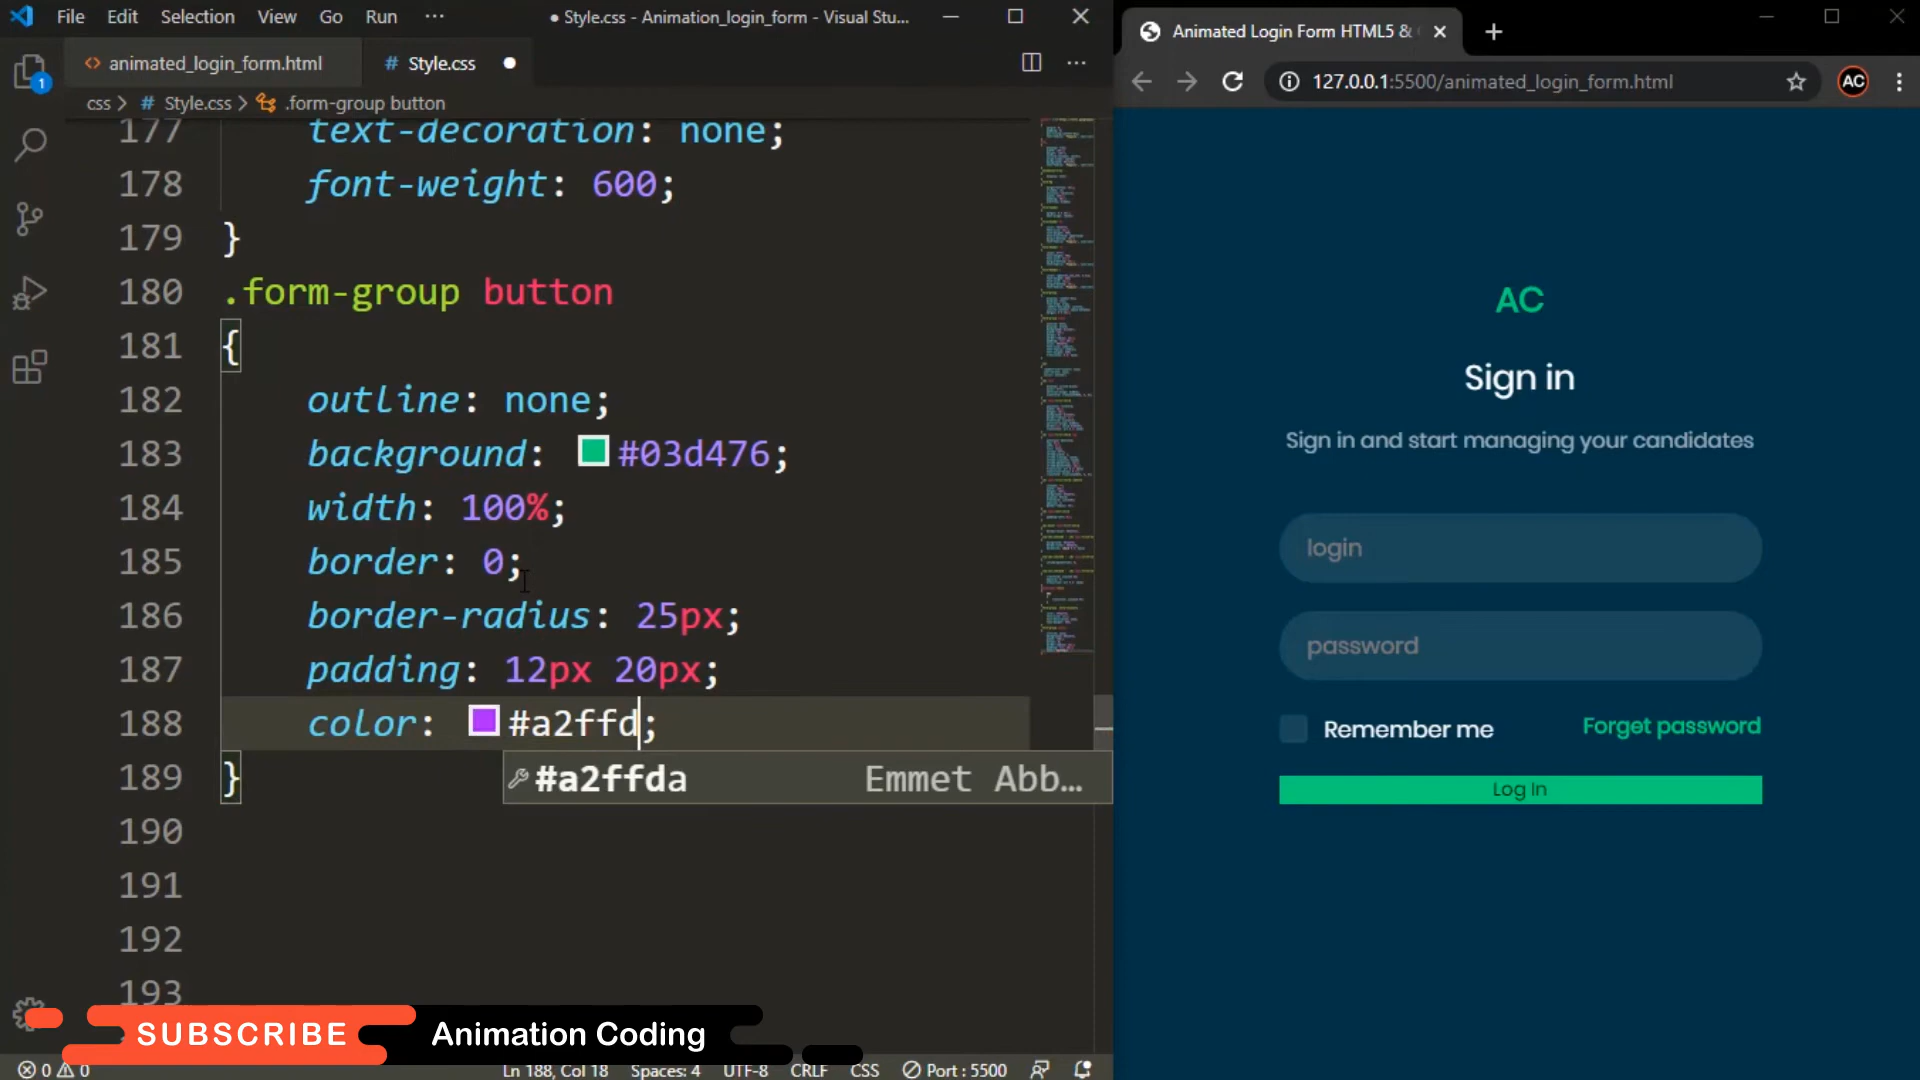 File Edit Selection View Go Run ···
● Style.css - Animation_login_form - Visual Stu...
1
<> animated_login_form.html
# Style.css ●
css > # Style.css > .form-group button
177 text-decoration: none;
178 font-weight: 600;
179 }
180 .form-group button
181 {
182 outline: none;
183 background: #03d476;
184 width: 100%;
185 border: 0;
186 border-radius: 25px;
187 padding: 12px 20px;
188 color: #a2ffd;
#a2ffda Emmet Abb...
189 }
190
191
192
193
SUBSCRIBE Animation Coding
0 0 Ln 188, Col 18 Spaces: 4 UTF-8 CRLF CSS Port : 5500
Animated Login Form HTML5 &
127.0.0.1:5500/animated_login_form.html
AC
AC
Sign in
Sign in and start managing your candidates
login
password
Remember me Forget password
Log In